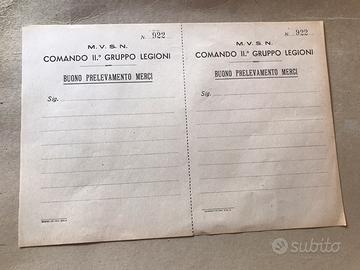 N. 922
M. V. S. N.
COMANDO II.° GRUPPO LEGIONI
BUONO PRELEVAMENTO MERCI
Sig.
N. 922
M. V. S. N.
COMANDO II.° GRUPPO LEGIONI
BUONO PRELEVAMENTO MERCI
Sig.
subito